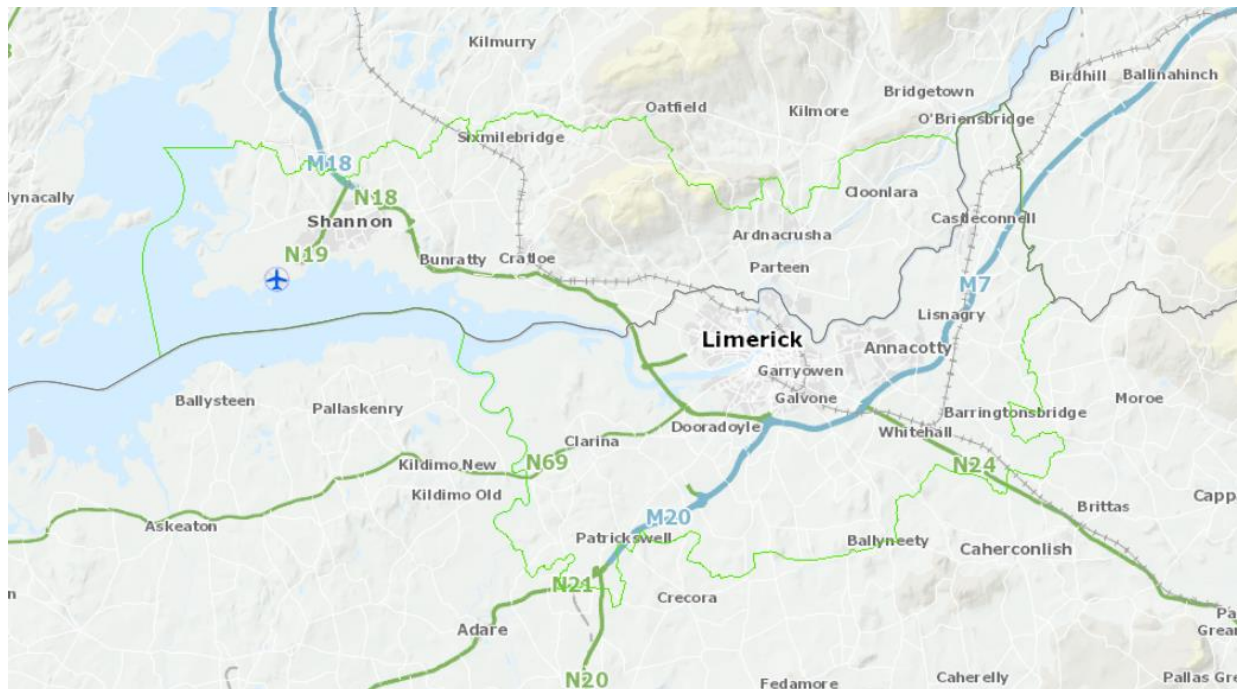 Kilmurry
Birdhill
Ballinahinch
Bridgetown
Oatfield
Kilmore
O'Briensbridge
Sixmilebridge
M18
lynacally
N18
Cloonlara
Shannon
Castleconnell
Ardnacrusha
N19
Bunratty
Cratloe
Parteen
M7
Lisnagry
Limerick
Annacotty
Garryowen
Ballysteen
Pallaskenry
Galvone
Moroe
Barringtonsbridge
Clarina
Dooradoyle
Whitehall
Kildimo New
N69
N24
Kildimo Old
Capp
Brittas
M20
Askeaton
Patrickswell
Ballyneety
Caherconlish
N21
n
Crecora
Pa
Adare
Grear
N20
Fedamore
Caherelly
Pallas Gre